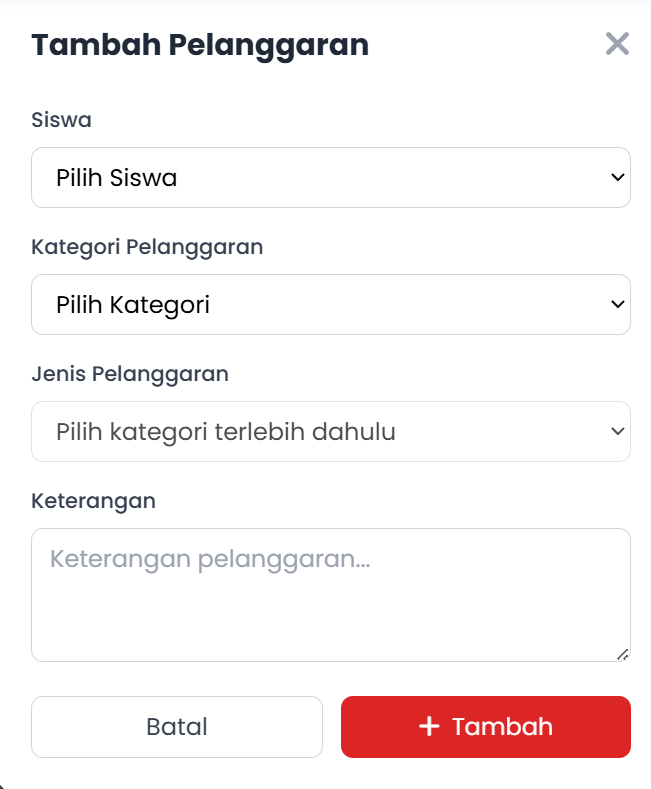 Tambah Pelanggaran
Siswa
Pilih Siswa
Kategori Pelanggaran
Pilih Kategori
Jenis Pelanggaran
Pilih kategori terlebih dahulu
Keterangan
Keterangan pelanggaran...
Batal
+ Tambah